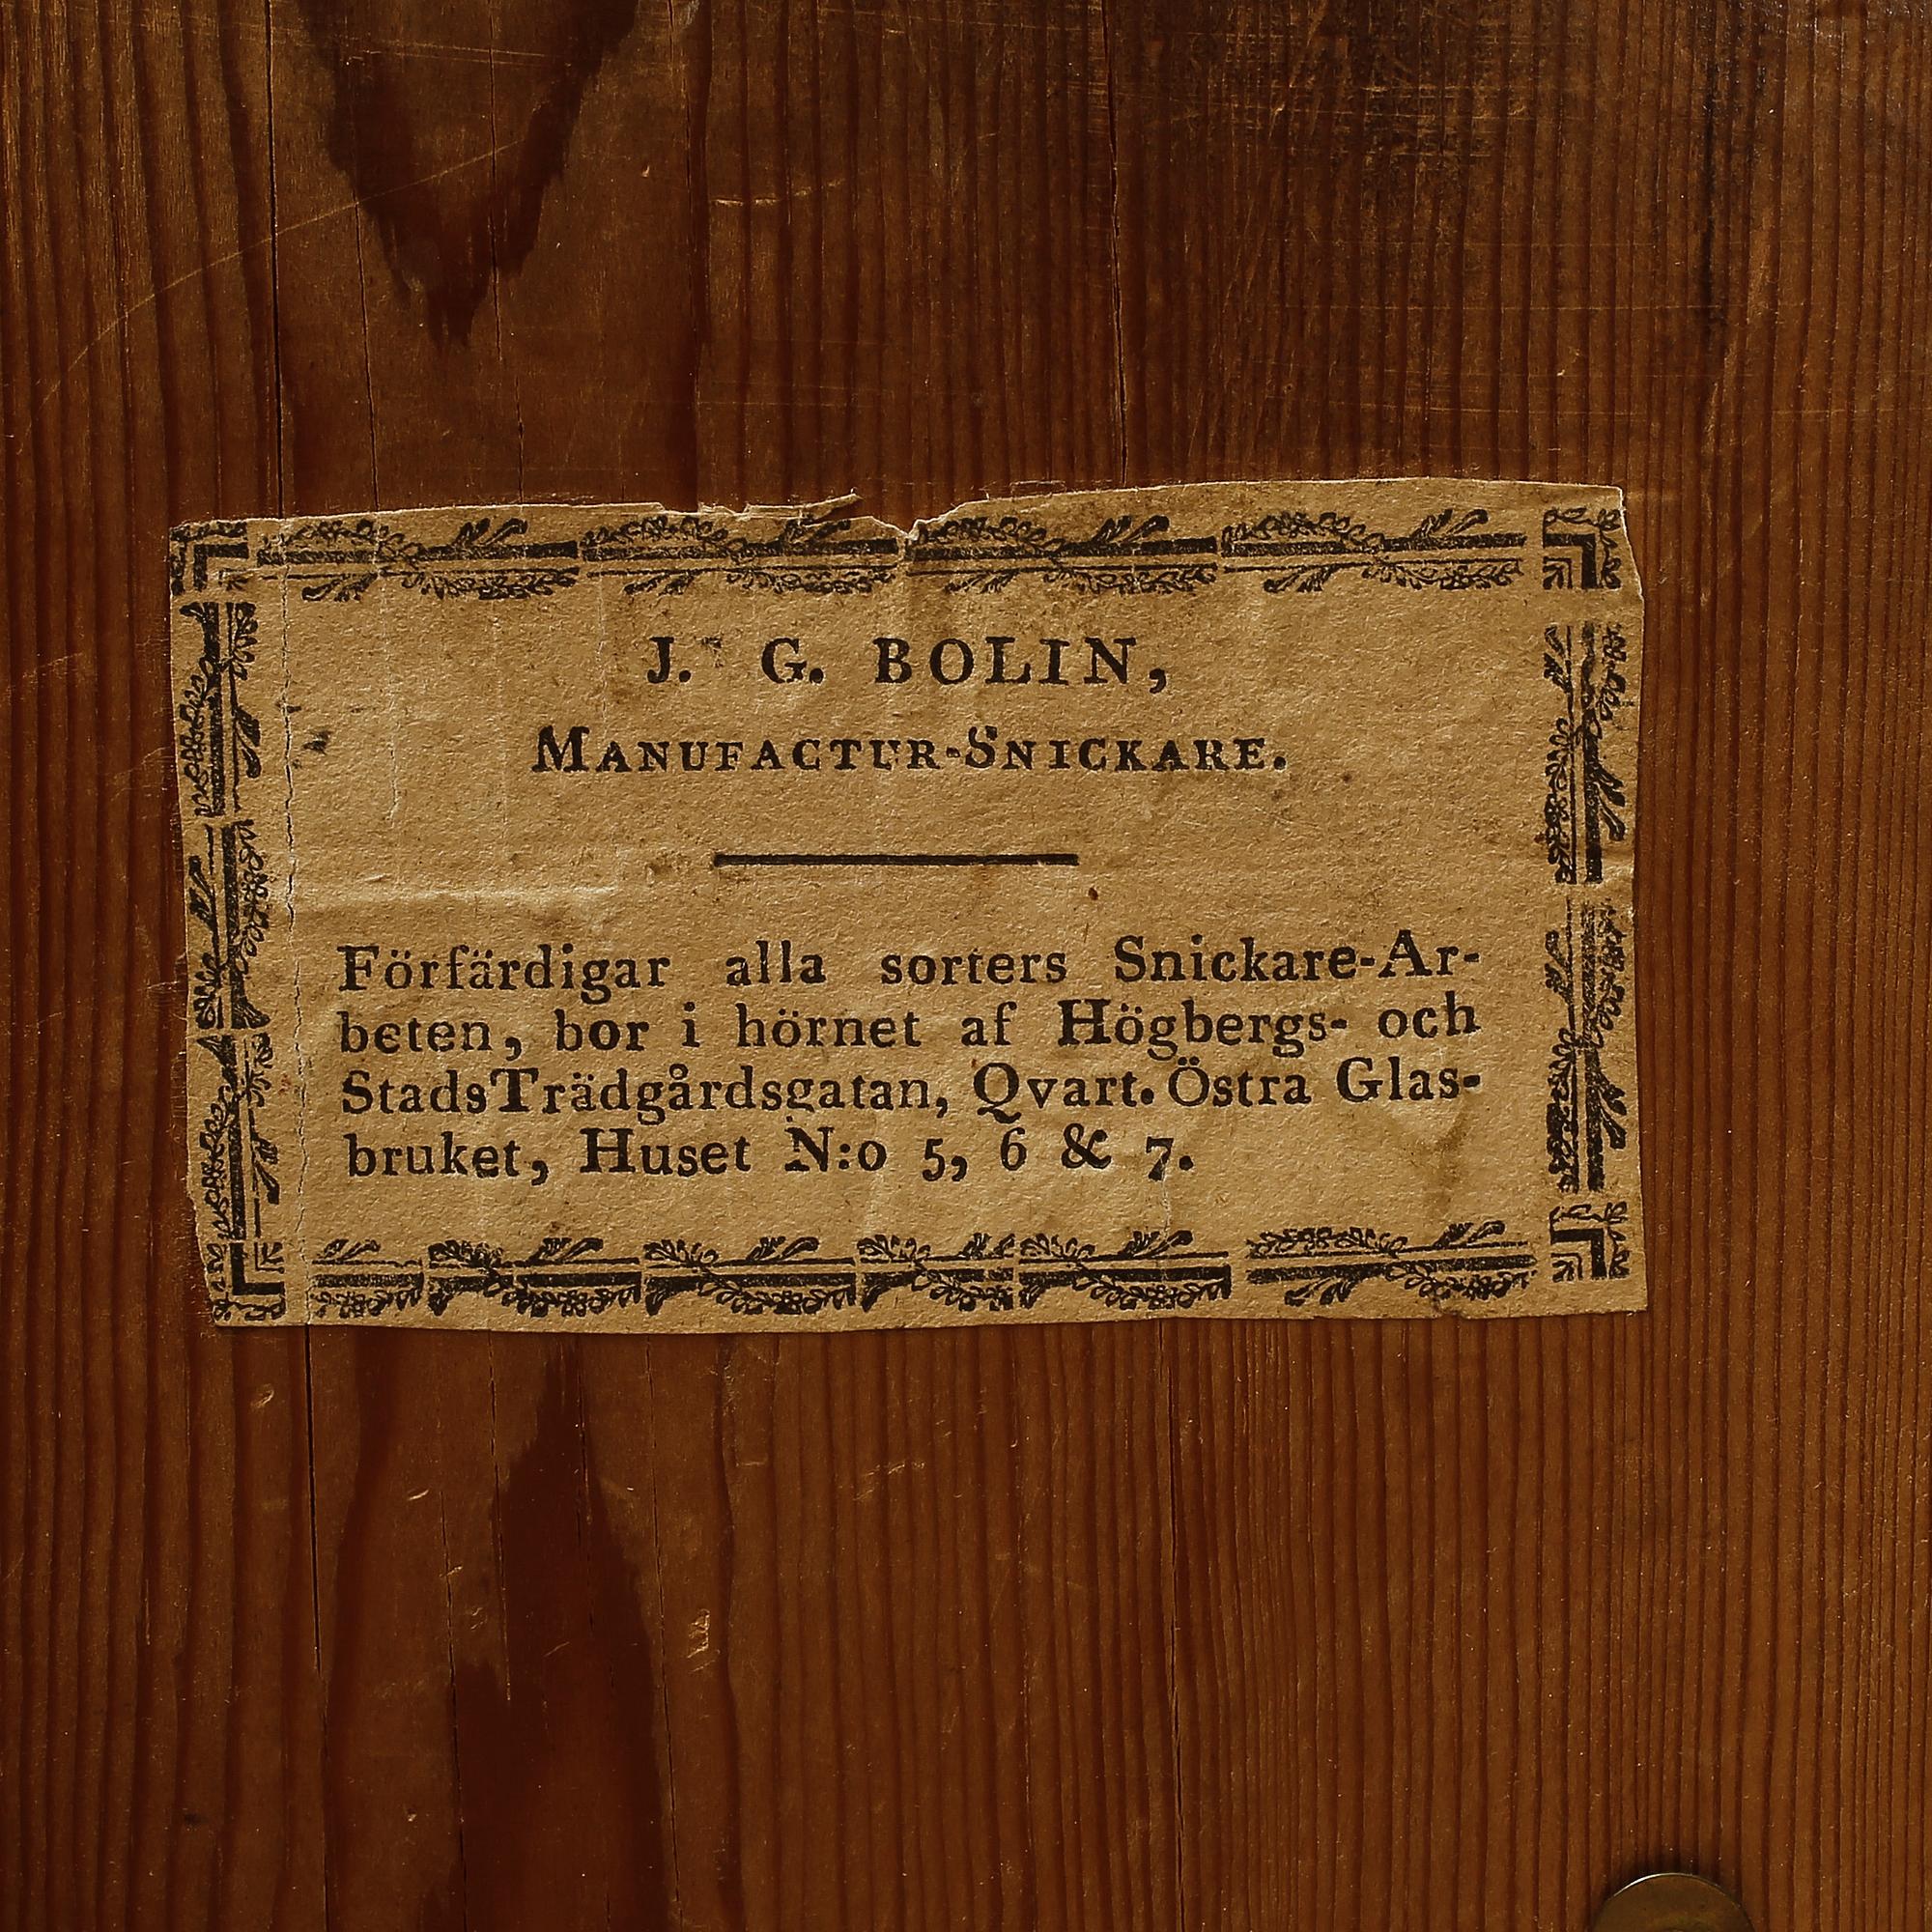 J. G. BOLIN,
MANUFACTUR-SNICKARE.
Förfärdigar alla sorters Snickare-Ar-
beten, bor i hörnet af Högbergs- och
StadsTrädgårdsgatan, Qvart. Östra Glas-
bruket, Huset N:o 5, 6 & 7.